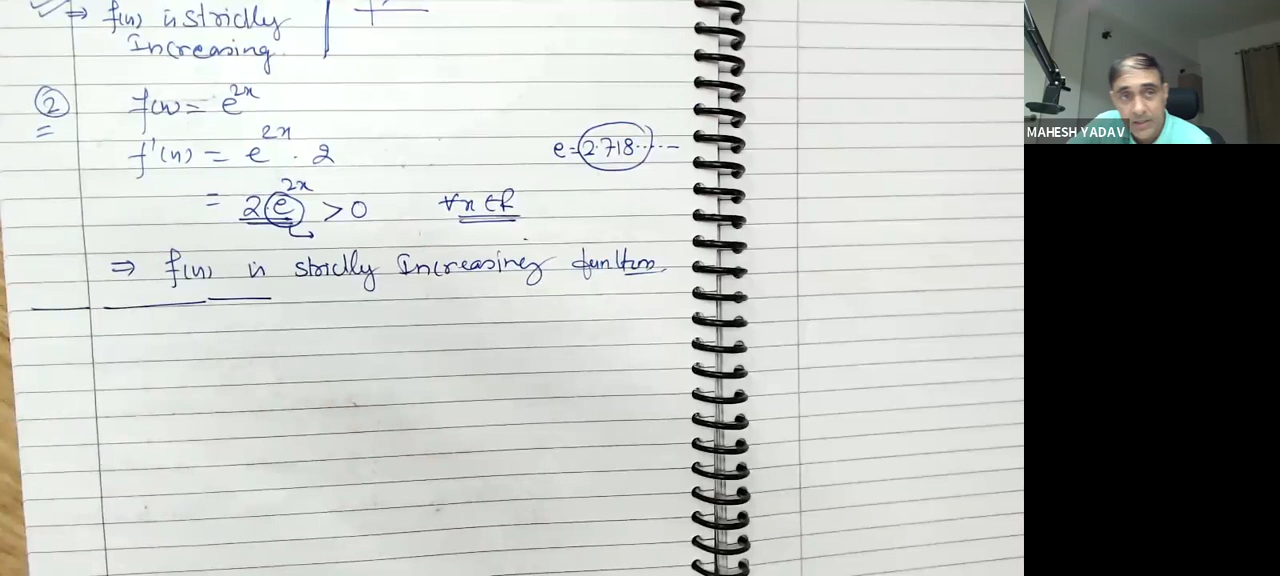 ⇒ f(x) is strictly
Increasing
② f(x) = e^2x
f'(x) = e^2x . 2
e = 2.718.....--
= 2e^2x > 0 ∀x ∈ R
⇒ f(x) is strictly Increasing function.
MAHESH YADAV